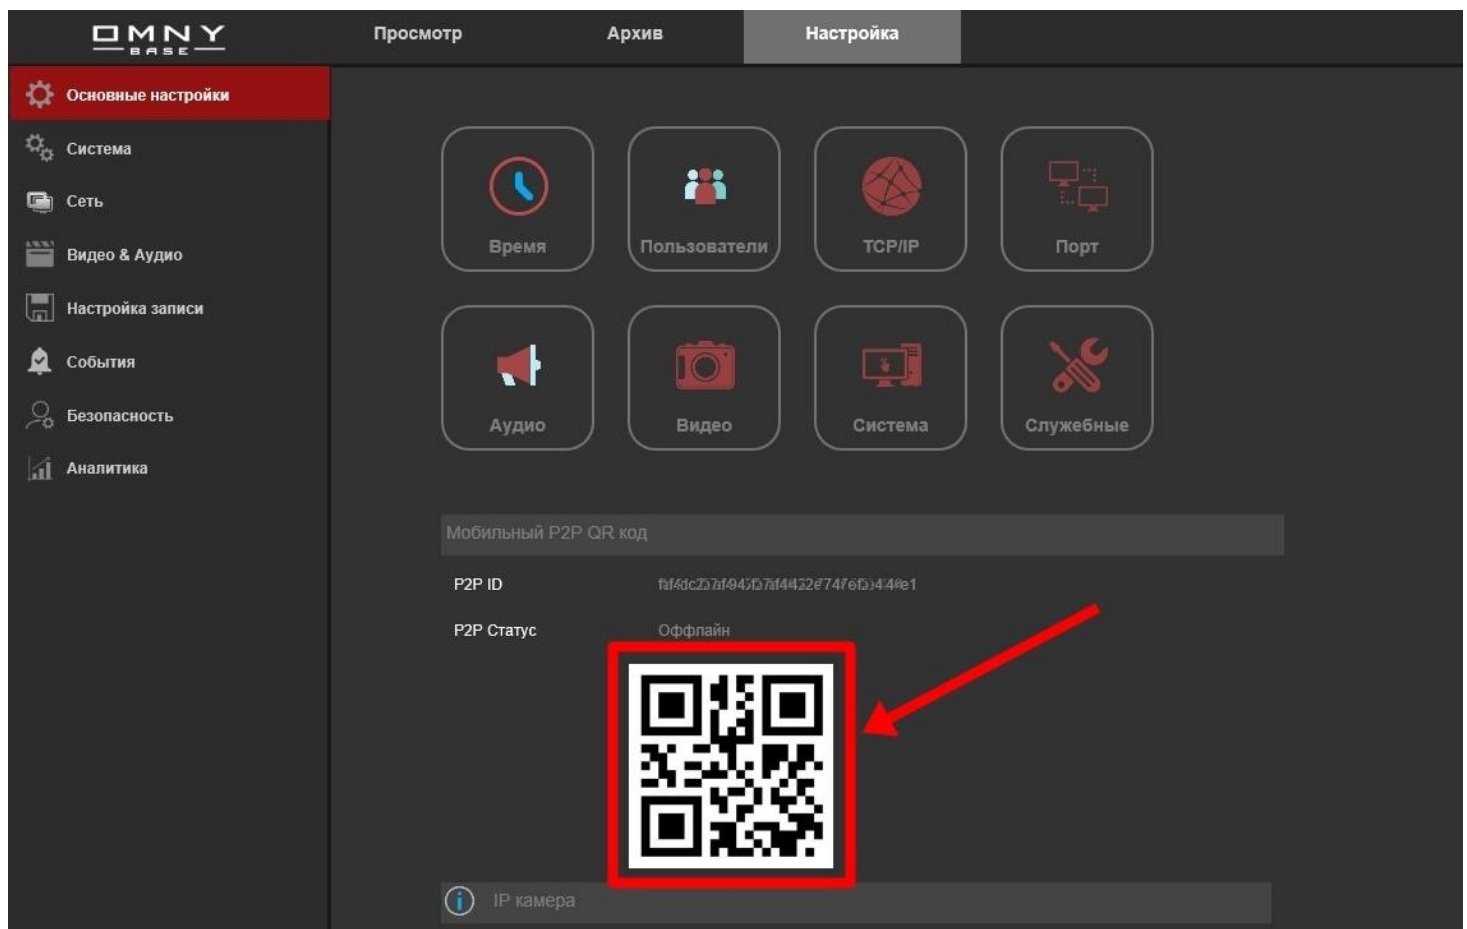 OMNY
BASE
Просмотр
Архив
Настройка
Основные настройки
Система
Сеть
Видео & Аудио
Настройка записи
События
Безопасность
Аналитика
Время
Пользователи
TCP/IP
Порт
Аудио
Видео
Система
Служебные
Мобильный P2P QR код
P2P ID
P2P Статус
Оффлайн
IP камера